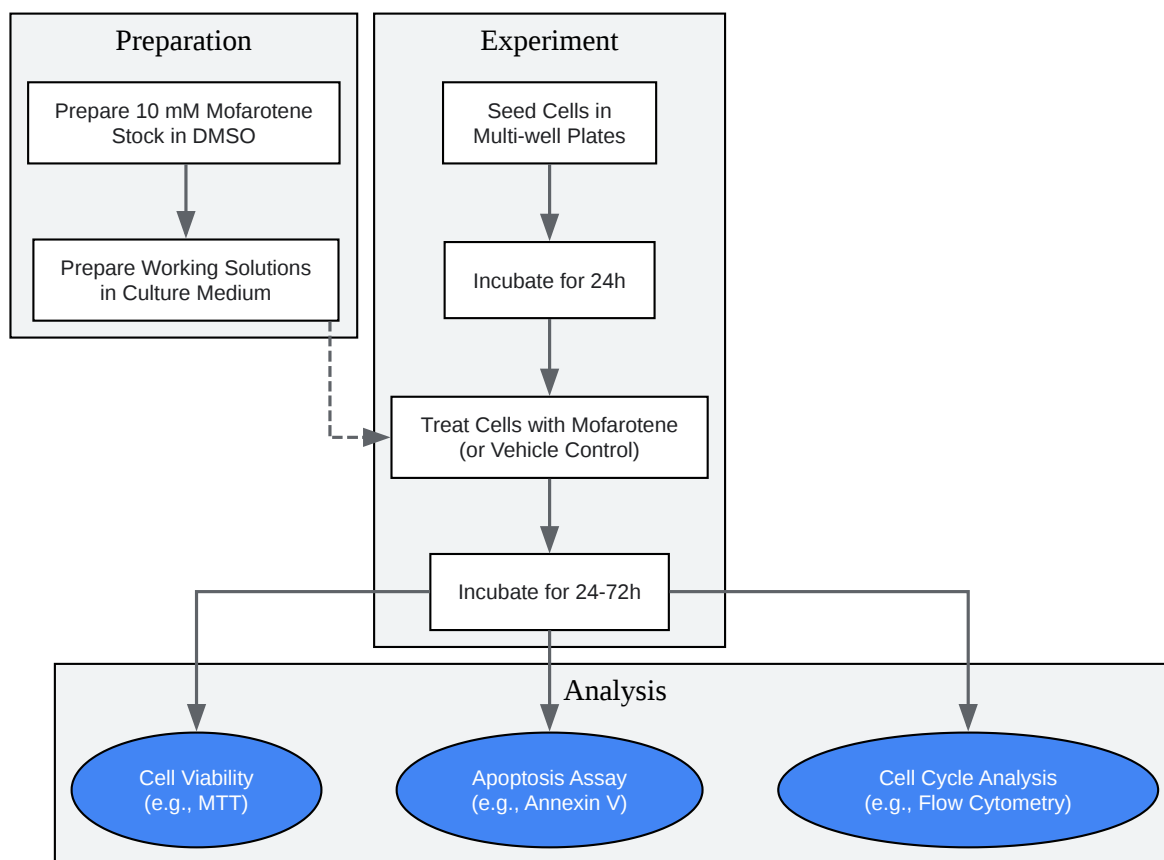 Preparation
Prepare 10 mM Mofarotene
Stock in DMSO
Prepare Working Solutions
in Culture Medium
Experiment
Seed Cells in
Multi-well Plates
Incubate for 24h
Treat Cells with Mofarotene
(or Vehicle Control)
Incubate for 24-72h
Analysis
Cell Viability
(e.g., MTT)
Apoptosis Assay
(e.g., Annexin V)
Cell Cycle Analysis
(e.g., Flow Cytometry)